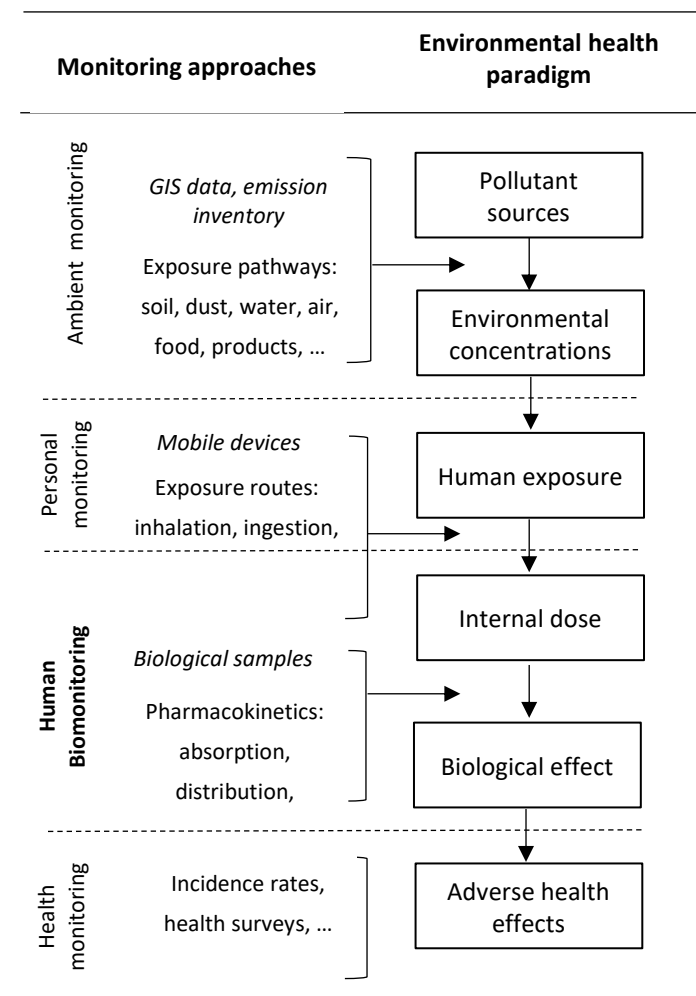 Monitoring approaches
Environmental health
paradigm
Ambient monitoring
GIS data, emission
inventory
Exposure pathways:
soil, dust, water, air,
food, products, …
Pollutant
sources
Environmental
concentrations
Personal
monitoring
Mobile devices
Exposure routes:
inhalation, ingestion,
Human exposure
Human
Biomonitoring
Internal dose
Biological samples
Pharmacokinetics:
absorption,
distribution,
Biological effect
Health
monitoring
Incidence rates,
health surveys, …
Adverse health
effects